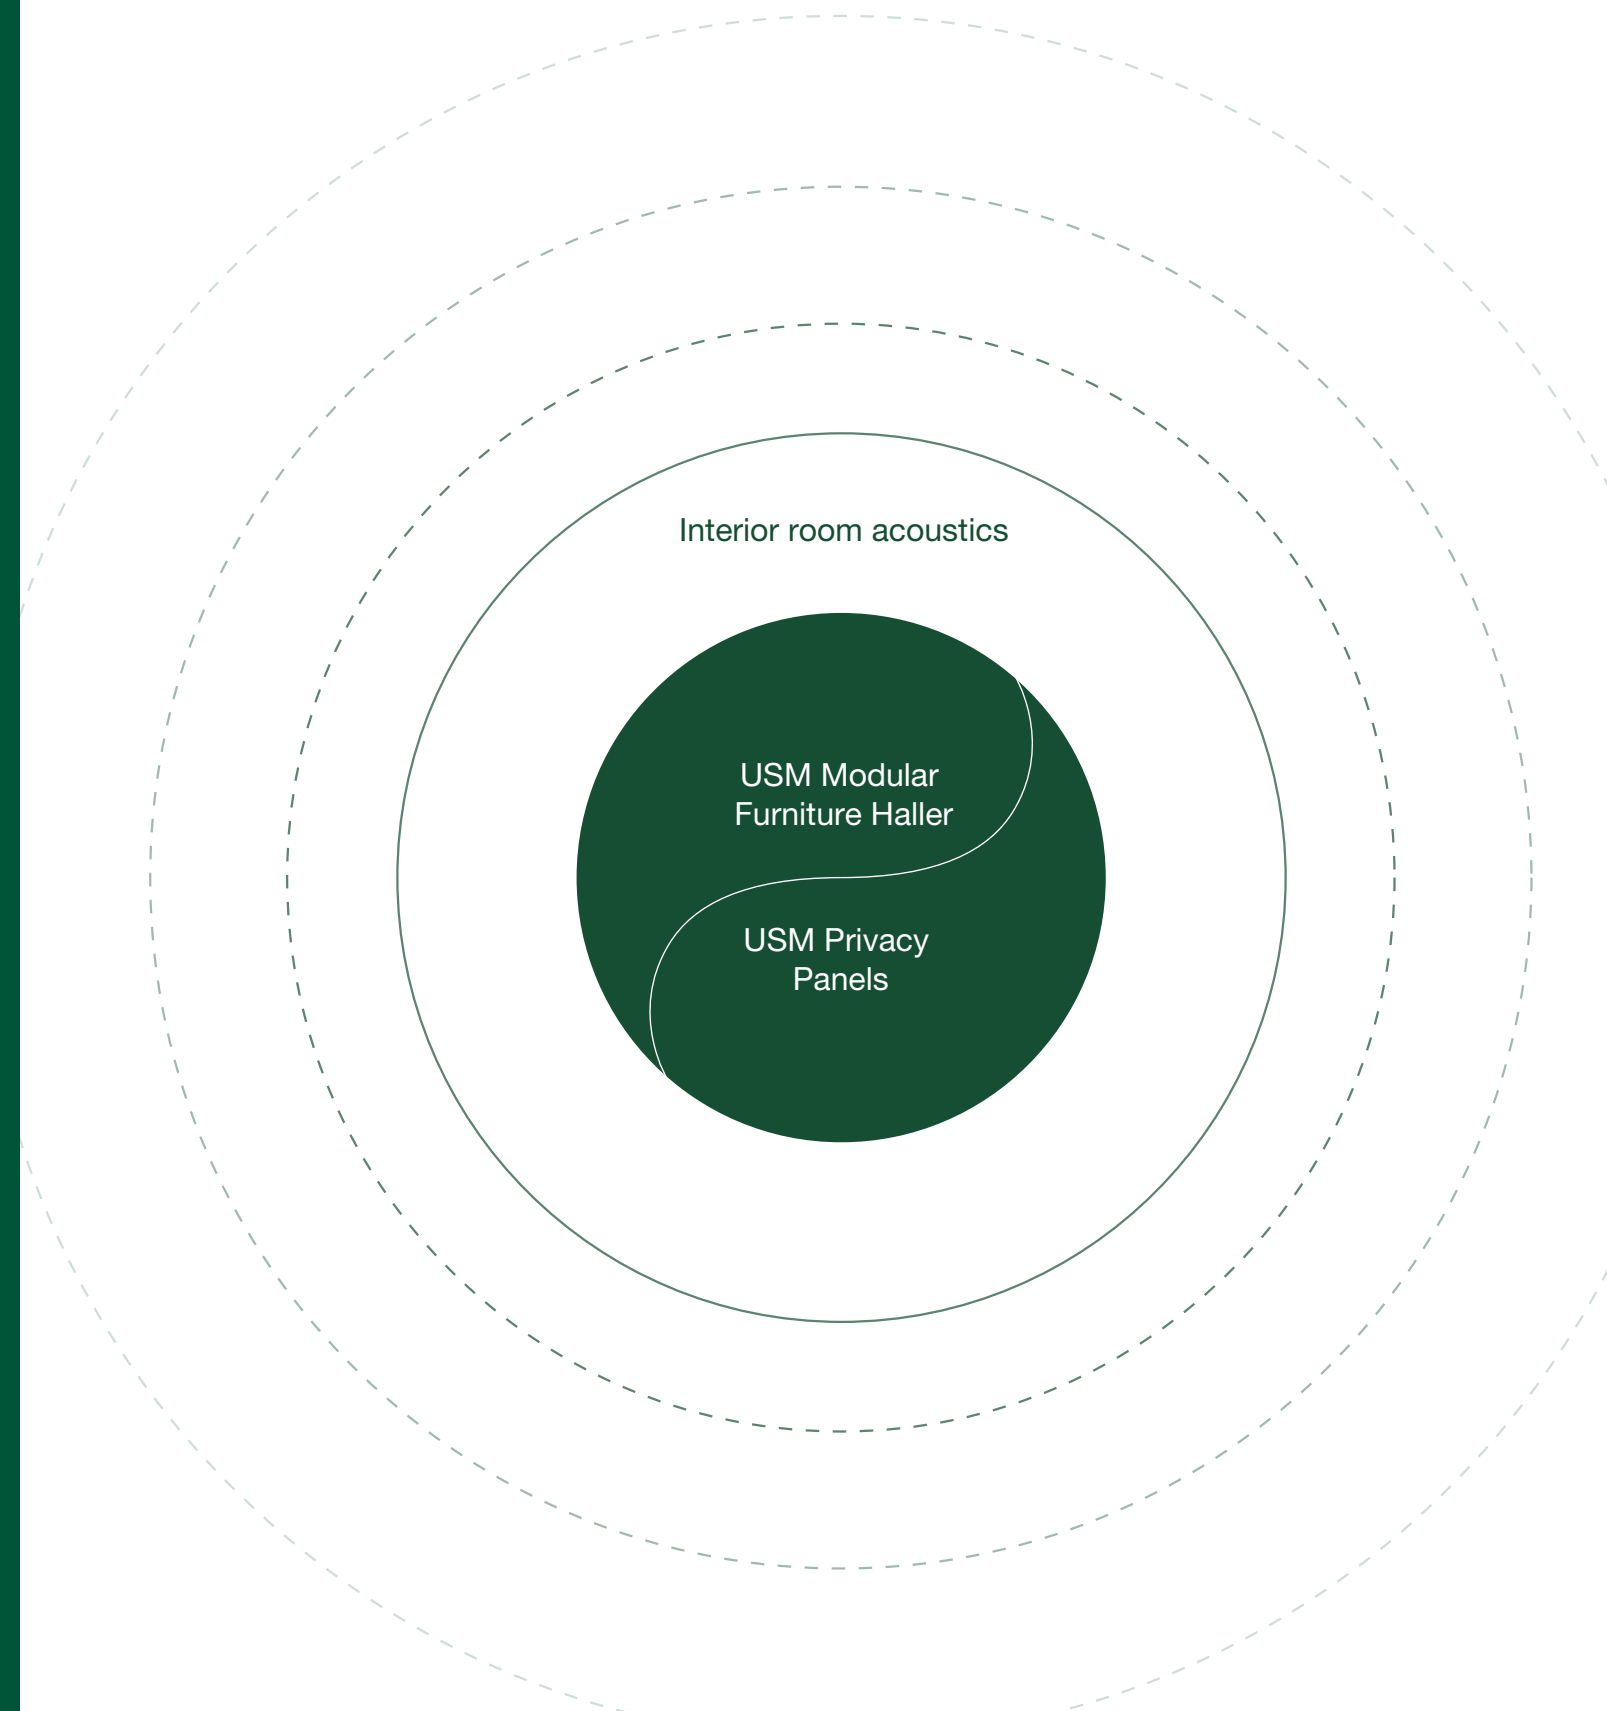 Interior room acoustics
USM Modular
Furniture Haller
USM Privacy
Panels